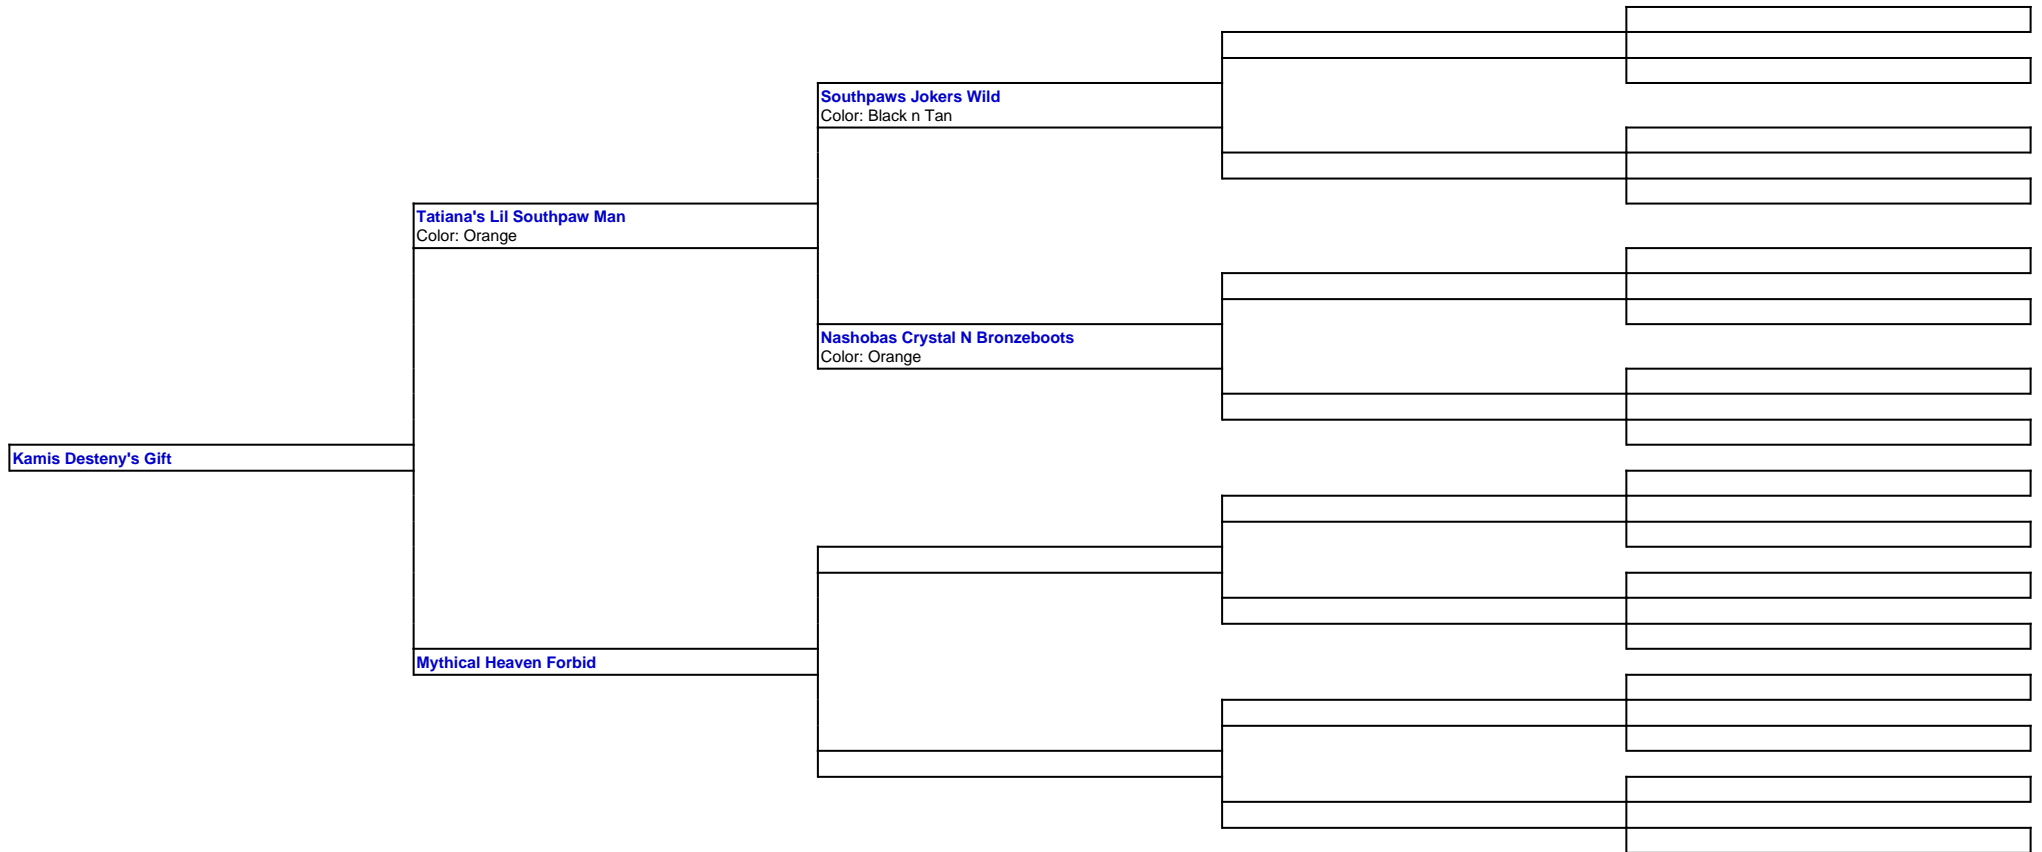 Southpaws Jokers Wild
Color: Black n Tan
Tatiana's Lil Southpaw Man
Color: Orange
Nashobas Crystal N Bronzeboots
Color: Orange
Kamis Desteny's Gift
Mythical Heaven Forbid